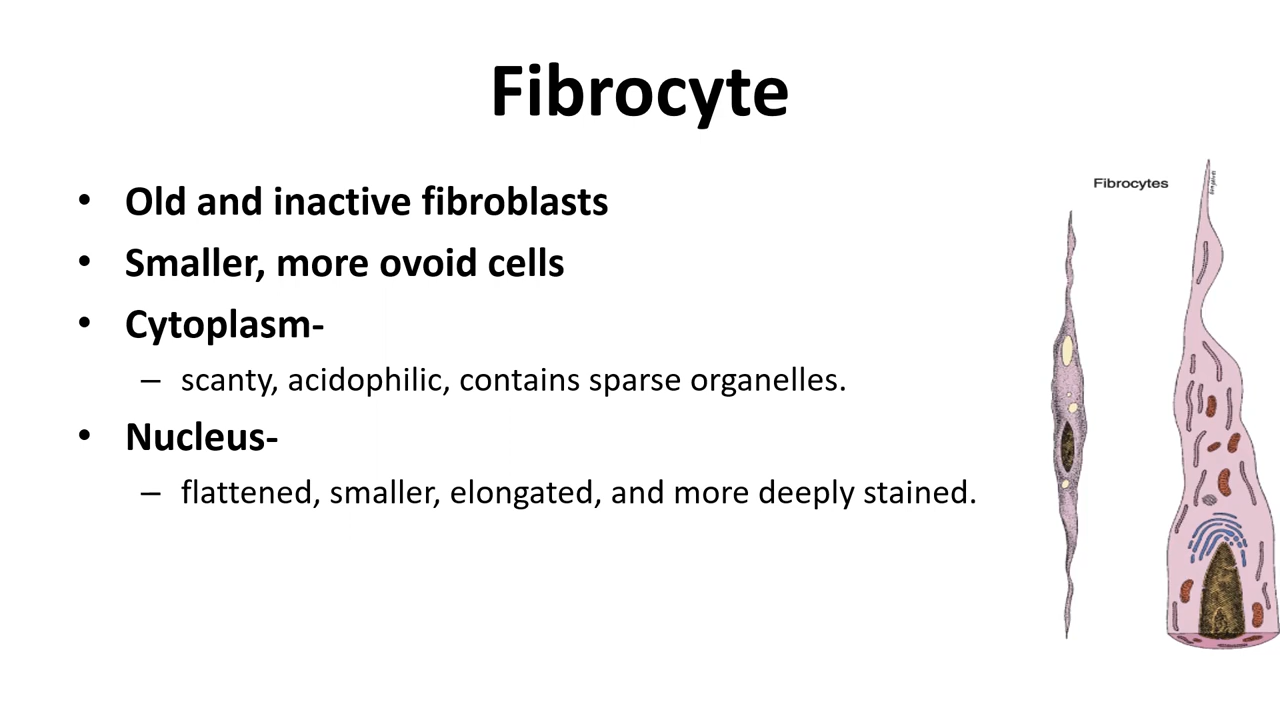 Fibrocyte
• Old and inactive fibroblasts
• Smaller, more ovoid cells
• Cytoplasm-
– scanty, acidophilic, contains sparse organelles.
• Nucleus-
– flattened, smaller, elongated, and more deeply stained.
Fibrocytes